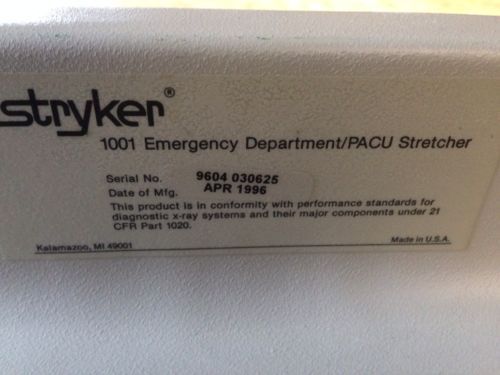 stryker®
1001 Emergency Department/PACU Stretcher
Serial No. 9604 030625
Date of Mfg. APR 1996
This product is in conformity with performance standards for
diagnostic x-ray systems and their major components under 21
CFR Part 1020.
Kalamazoo, MI 49001 Made in U.S.A.